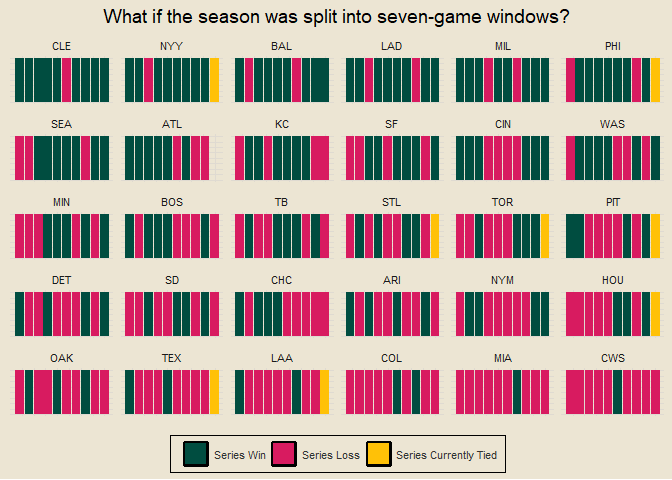 What if the season was split into seven-game windows?
CLE NYY BAL LAD MIL PHI
SEA ATL KC SF CIN WAS
MIN BOS TB STL TOR PIT
DET SD CHC ARI NYM HOU
OAK TEX LAA COL MIA CWS
Series Win Series Loss Series Currently Tied